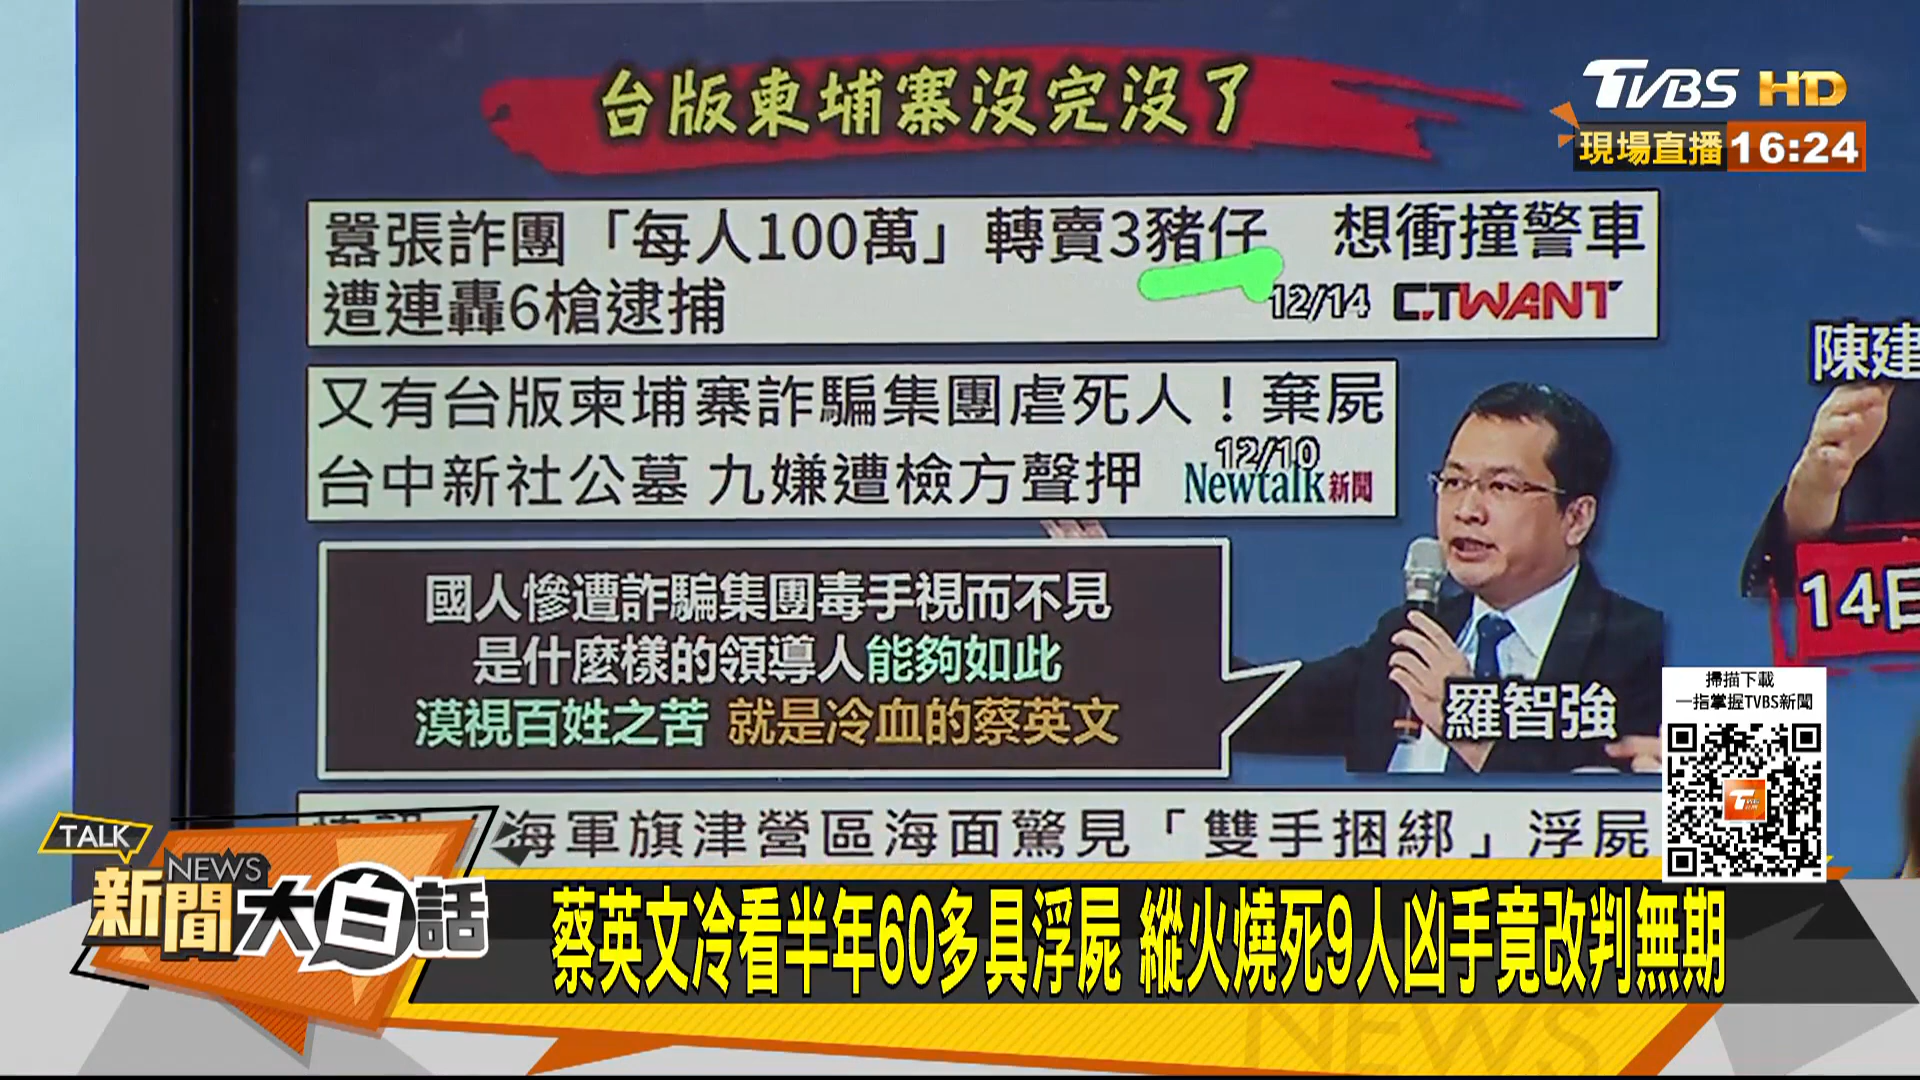 台版柬埔寨沒完沒了
TVBS HD
現場直播 16:24
囂張詐團「每人100萬」轉賣3豬仔 想衝撞警車
遭連轟6槍逮捕
12/14 CTWANT
又有台版柬埔寨詐騙集團虐死人！棄屍
台中新社公墓 九嫌遭檢方聲押
12/10
Newtalk新聞
陳建
國人慘遭詐騙集團毒手視而不見
是什麼樣的領導人能夠如此
漠視百姓之苦 就是冷血的蔡英文
羅智強
14日
掃描下載
一指掌握TVBS新聞
海軍旗津營區海面驚見「雙手捆綁」浮屍
TALK
NEWS
新聞大白話
蔡英文冷看半年60多具浮屍 縱火燒死9人凶手竟改判無期
NEWS